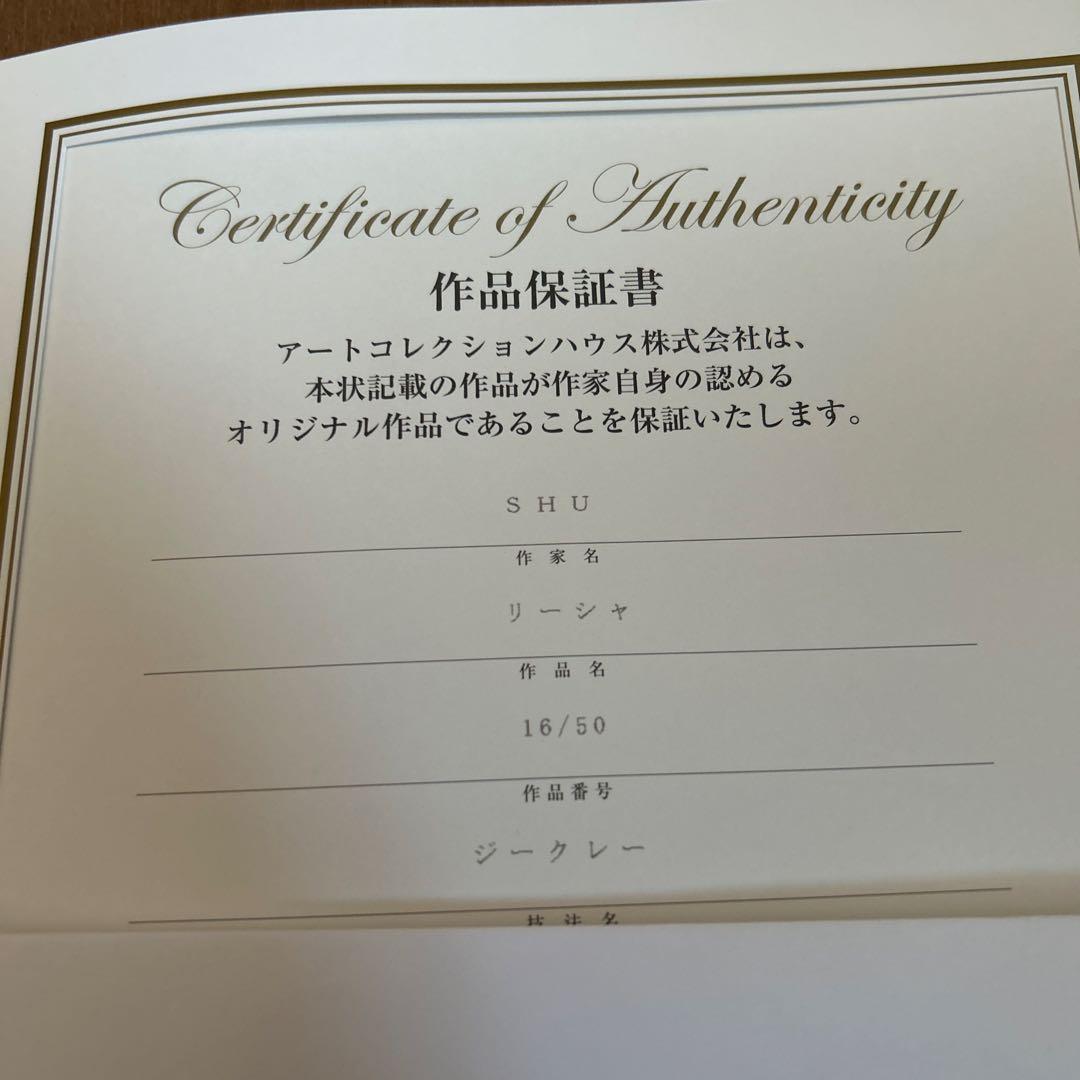 Certificate of Authenticity
作品保証書
アートコレクションハウス株式会社は、
本状記載の作品が作家自身の認める
オリジナル作品であることを保証いたします。
SHU
作家名
リーシャ
作品名
16/50
作品番号
ジークレー
技法名